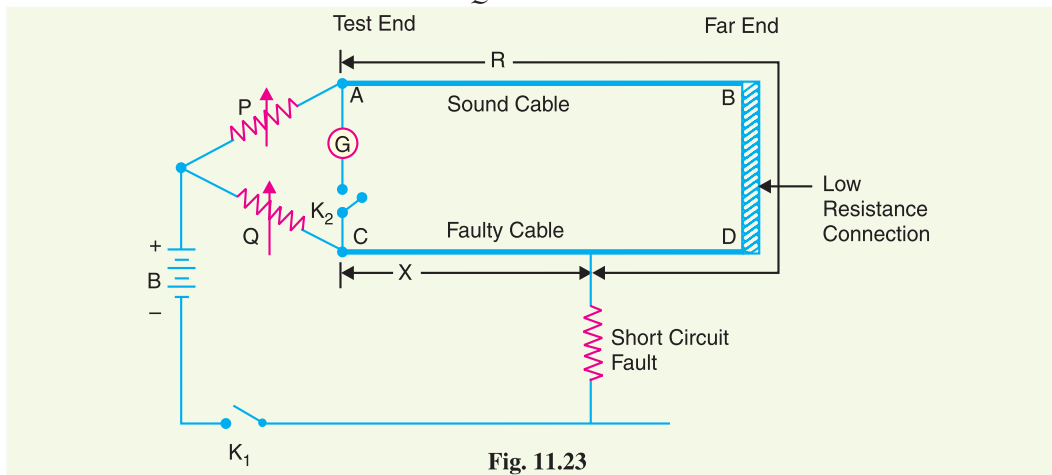 Test End
Far End
R
P
A
Sound Cable
B
G
K2
Low
Resistance
Connection
Q
C
Faulty Cable
D
+
X
B
–
Short Circuit
Fault
K1
Fig. 11.23